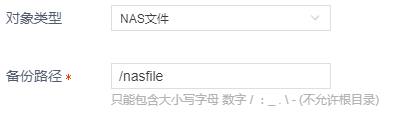 对象类型 NAS文件
备份路径 * /nasfile
只能包含大小写字母 数字 / : _ . \ - (不允许根目录)